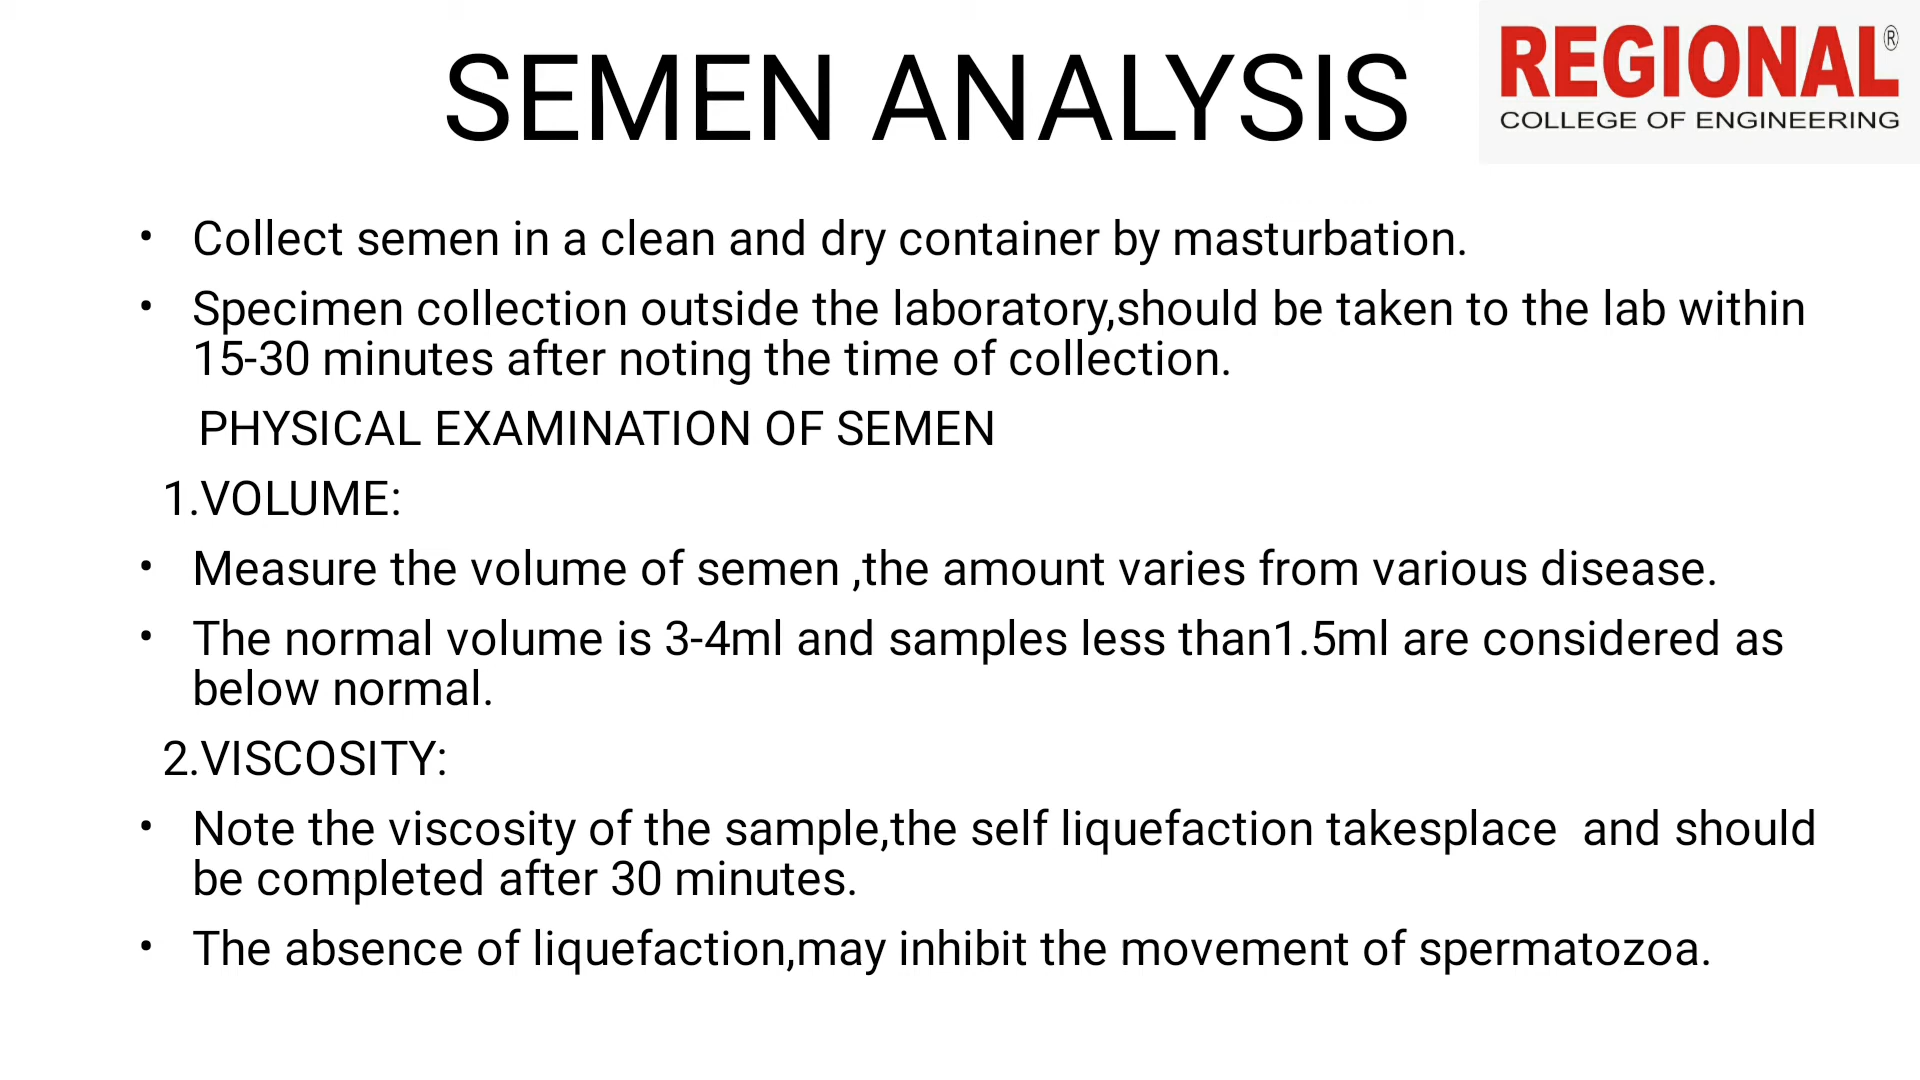 SEMEN ANALYSIS
REGIONAL®
COLLEGE OF ENGINEERING
• Collect semen in a clean and dry container by masturbation.
• Specimen collection outside the laboratory,should be taken to the lab within
15-30 minutes after noting the time of collection.
PHYSICAL EXAMINATION OF SEMEN
1.VOLUME:
• Measure the volume of semen ,the amount varies from various disease.
• The normal volume is 3-4ml and samples less than1.5ml are considered as
below normal.
2.VISCOSITY:
• Note the viscosity of the sample,the self liquefaction takesplace  and should
be completed after 30 minutes.
• The absence of liquefaction,may inhibit the movement of spermatozoa.